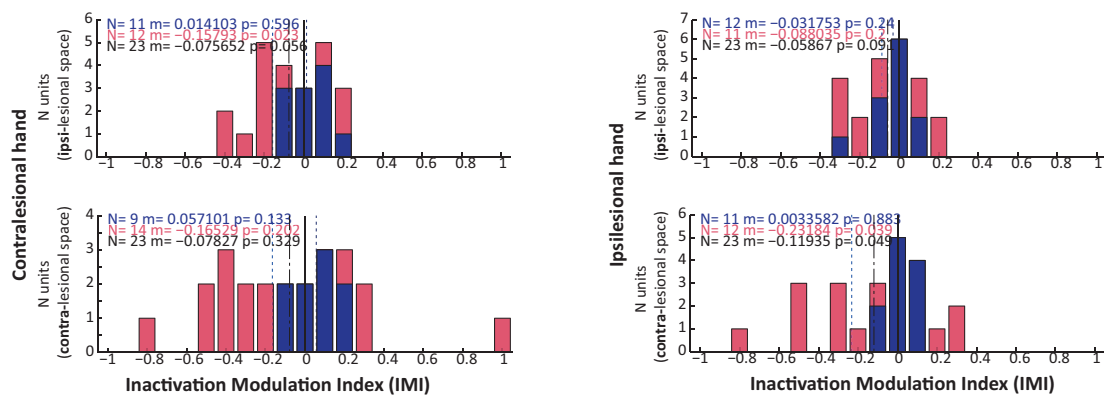 Contralesional hand
N units
(ipsi-lesional space)
6
5
4
3
2
1
0
N= 11 m= 0.014103 p= 0.596
N= 12 m= −0.15793 p= 0.023
N= 23 m= −0.075652 p= 0.056
−1 −0.8 −0.6 −0.4 −0.2 0 0.2 0.4 0.6 0.8 1
N units
(contra-lesional space)
4
3
2
1
0
N= 9 m= 0.057101 p= 0.133
N= 14 m= −0.16529 p= 0.202
N= 23 m= −0.07827 p= 0.329
−1 −0.8 −0.6 −0.4 −0.2 0 0.2 0.4 0.6 0.8 1
Inactivation Modulation Index (IMI)
Ipsilesional hand
N units
(ipsi-lesional space)
7
6
5
4
3
2
1
0
N= 12 m= −0.031753 p= 0.24
N= 11 m= −0.088035 p= 0.2
N= 23 m= −0.05867 p= 0.091
−1 −0.8 −0.6 −0.4 −0.2 0 0.2 0.4 0.6 0.8 1
N units
(contra-lesional space)
6
5
4
3
2
1
0
N= 11 m= 0.0033582 p= 0.883
N= 12 m= −0.23184 p= 0.039
N= 23 m= −0.11935 p= 0.049
−1 −0.8 −0.6 −0.4 −0.2 0 0.2 0.4 0.6 0.8 1
Inactivation Modulation Index (IMI)